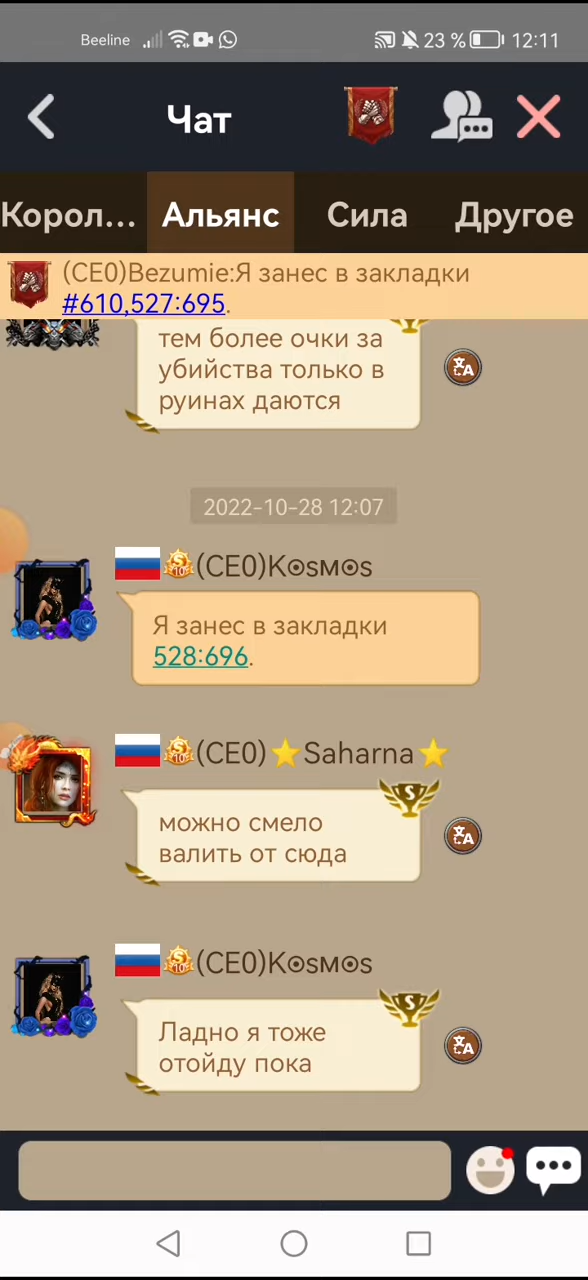 Beeline 23 % 12:11
Чат
Корол... Альянс Сила Другое
(CE0)Bezumie:Я занес в закладки
#610,527:695.
тем более очки за
убийства только в
руинах даются
2022-10-28 12:07
(CE0)K⊙sм⊙s
Я занес в закладки
528:696.
(CE0)⭐Saharna⭐
можно смело
валить от сюда
(CE0)K⊙sм⊙s
Ладно я тоже
отойду пока